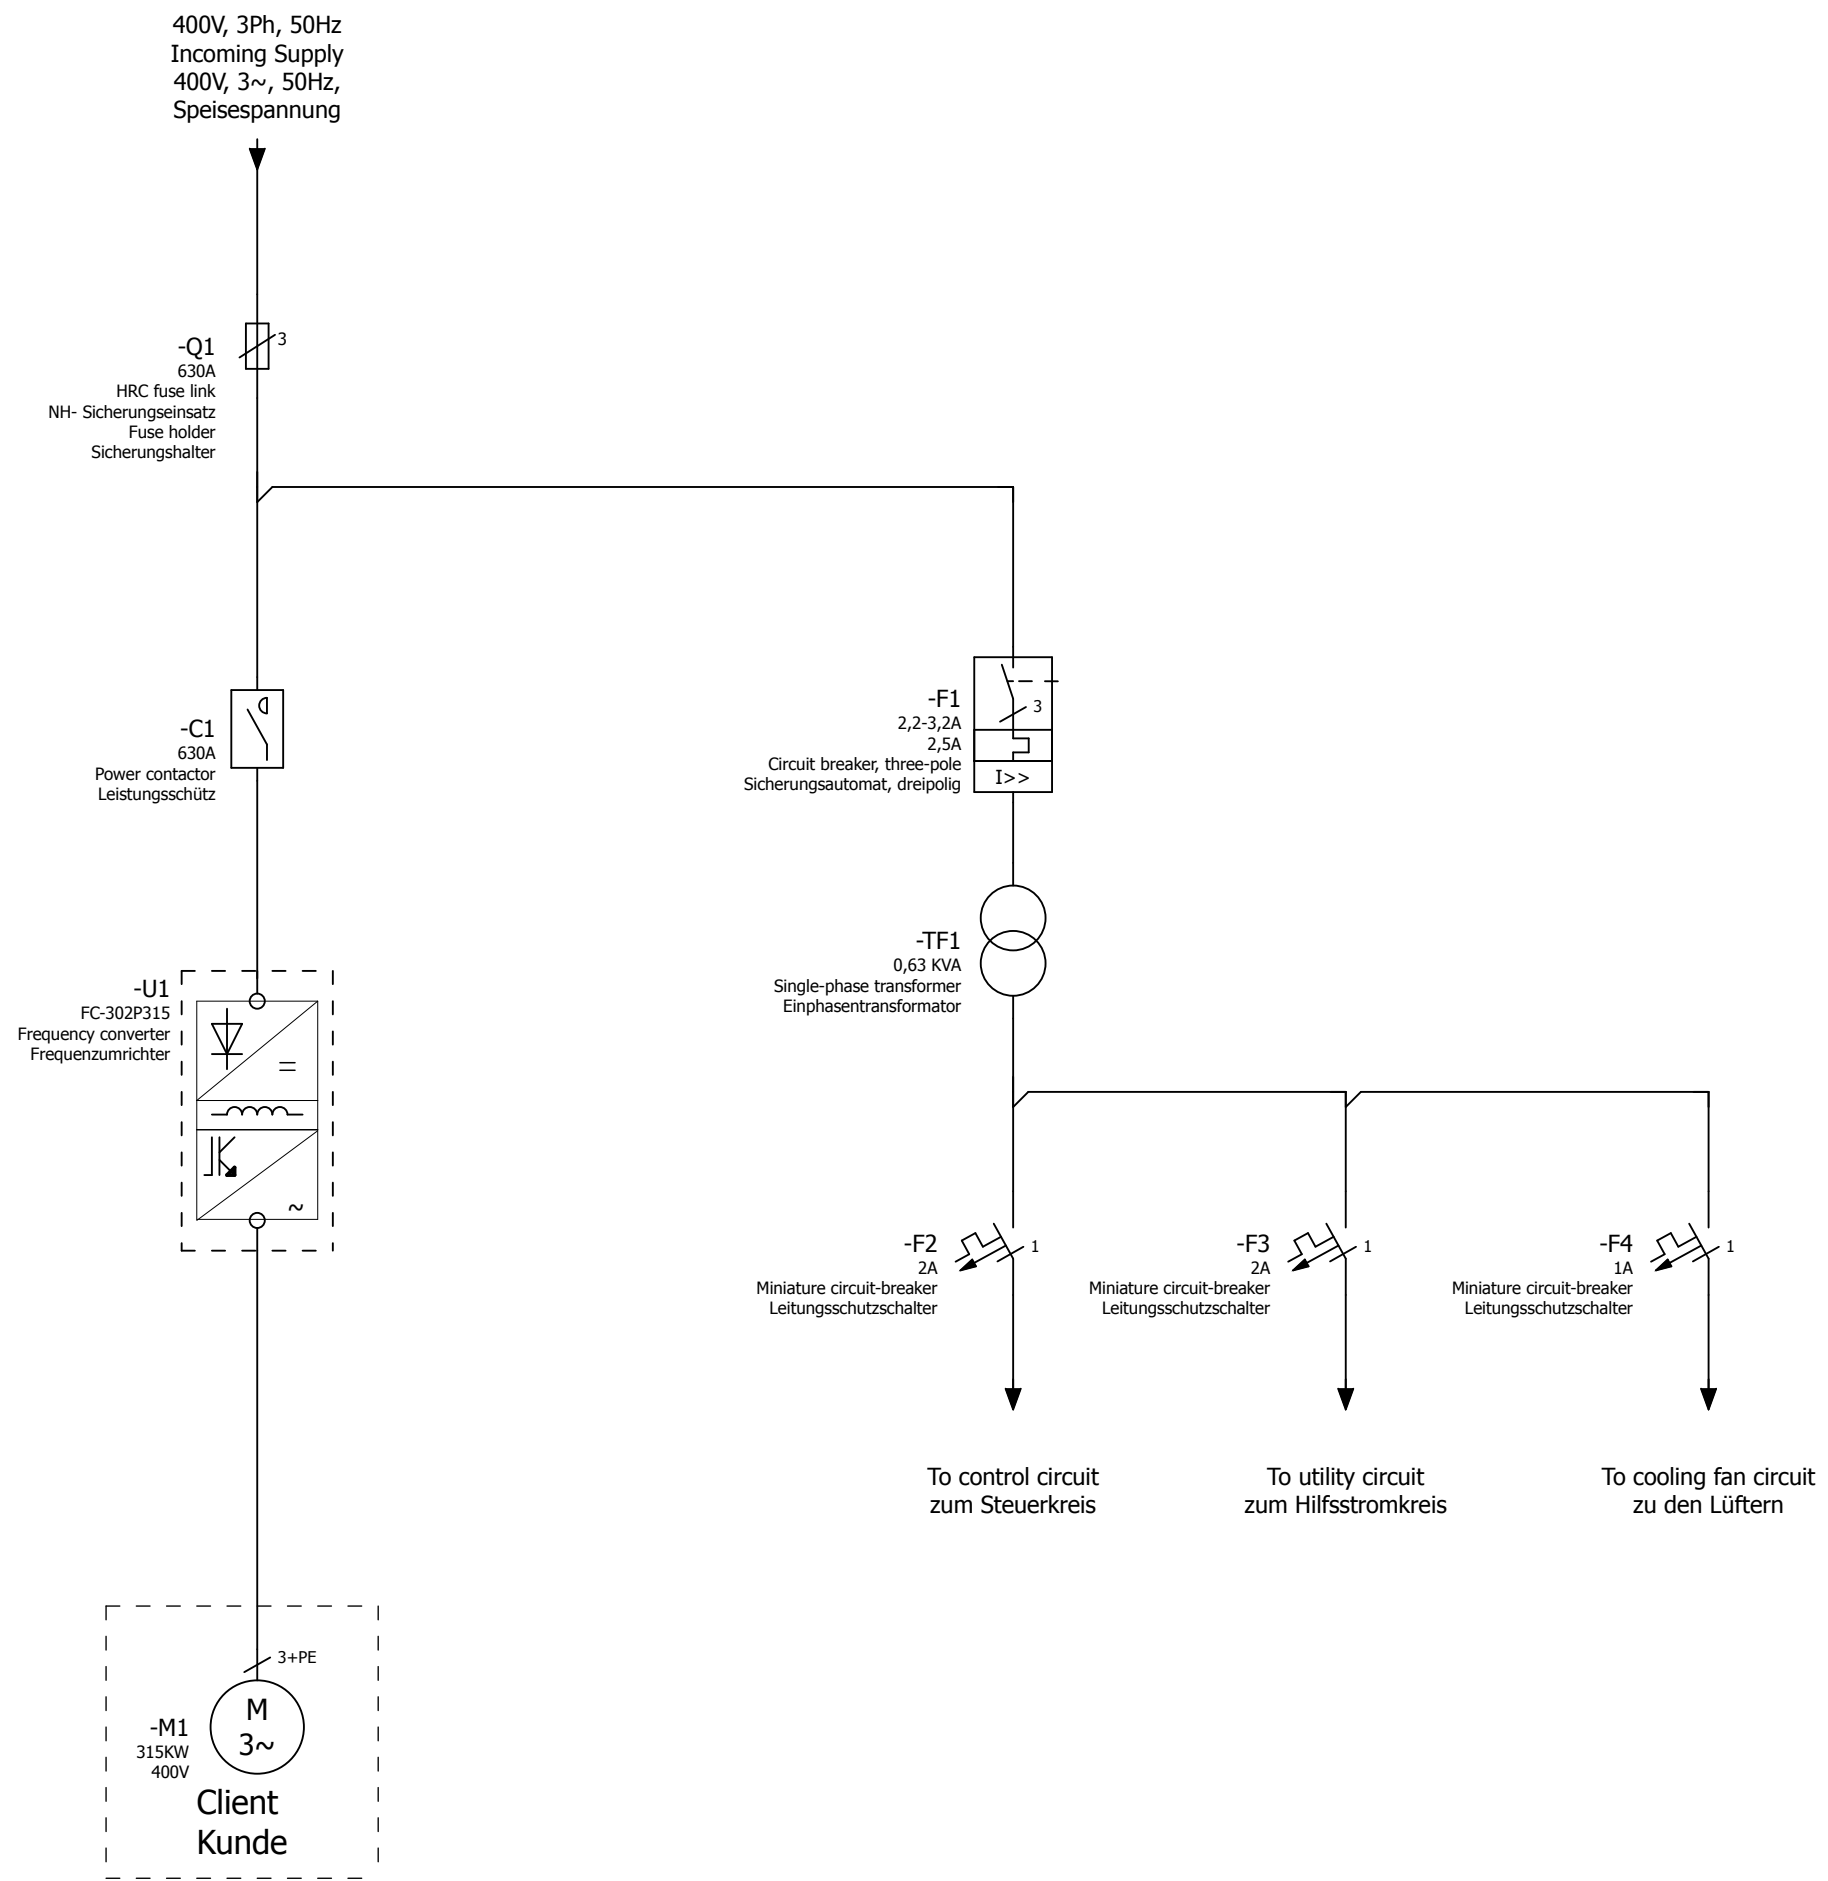 400V, 3Ph, 50Hz
Incoming Supply
400V, 3~, 50Hz,
Speisespannung
-Q1
630A
HRC fuse link
NH- Sicherungseinsatz
Fuse holder
Sicherungshalter
3
-C1
630A
Power contactor
Leistungsschütz
-F1
2,2-3,2A
2,5A
Circuit breaker, three-pole
Sicherungsautomat, dreipolig
3
I>>
-TF1
0,63 KVA
Single-phase transformer
Einphasentransformator
-U1
FC-302P315
Frequency converter
Frequenzumrichter
=
~
-F2
2A
Miniature circuit-breaker
Leitungsschutzschalter
1
-F3
2A
Miniature circuit-breaker
Leitungsschutzschalter
1
-F4
1A
Miniature circuit-breaker
Leitungsschutzschalter
1
To control circuit
zum Steuerkreis
To utility circuit
zum Hilfsstromkreis
To cooling fan circuit
zu den Lüftern
3+PE
M
3~
-M1
315KW
400V
Client
Kunde